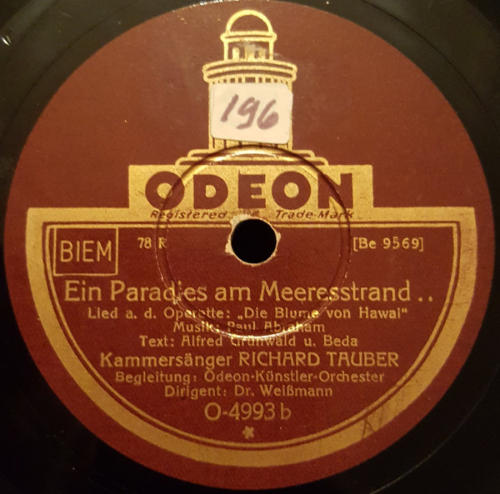 196
ODEON
Registered Trade-Mark
BIEM 78 R [Be 9569]
Ein Paradies am Meeresstrand ..
Lied a. d. Operette: „Die Blume von Hawai"
Musik: Paul Abraham
Text: Alfred Grünwald u. Beda
Kammersänger RICHARD TAUBER
Begleitung: Odeon-Künstler-Orchester
Dirigent: Dr. Weißmann
O-4993 b